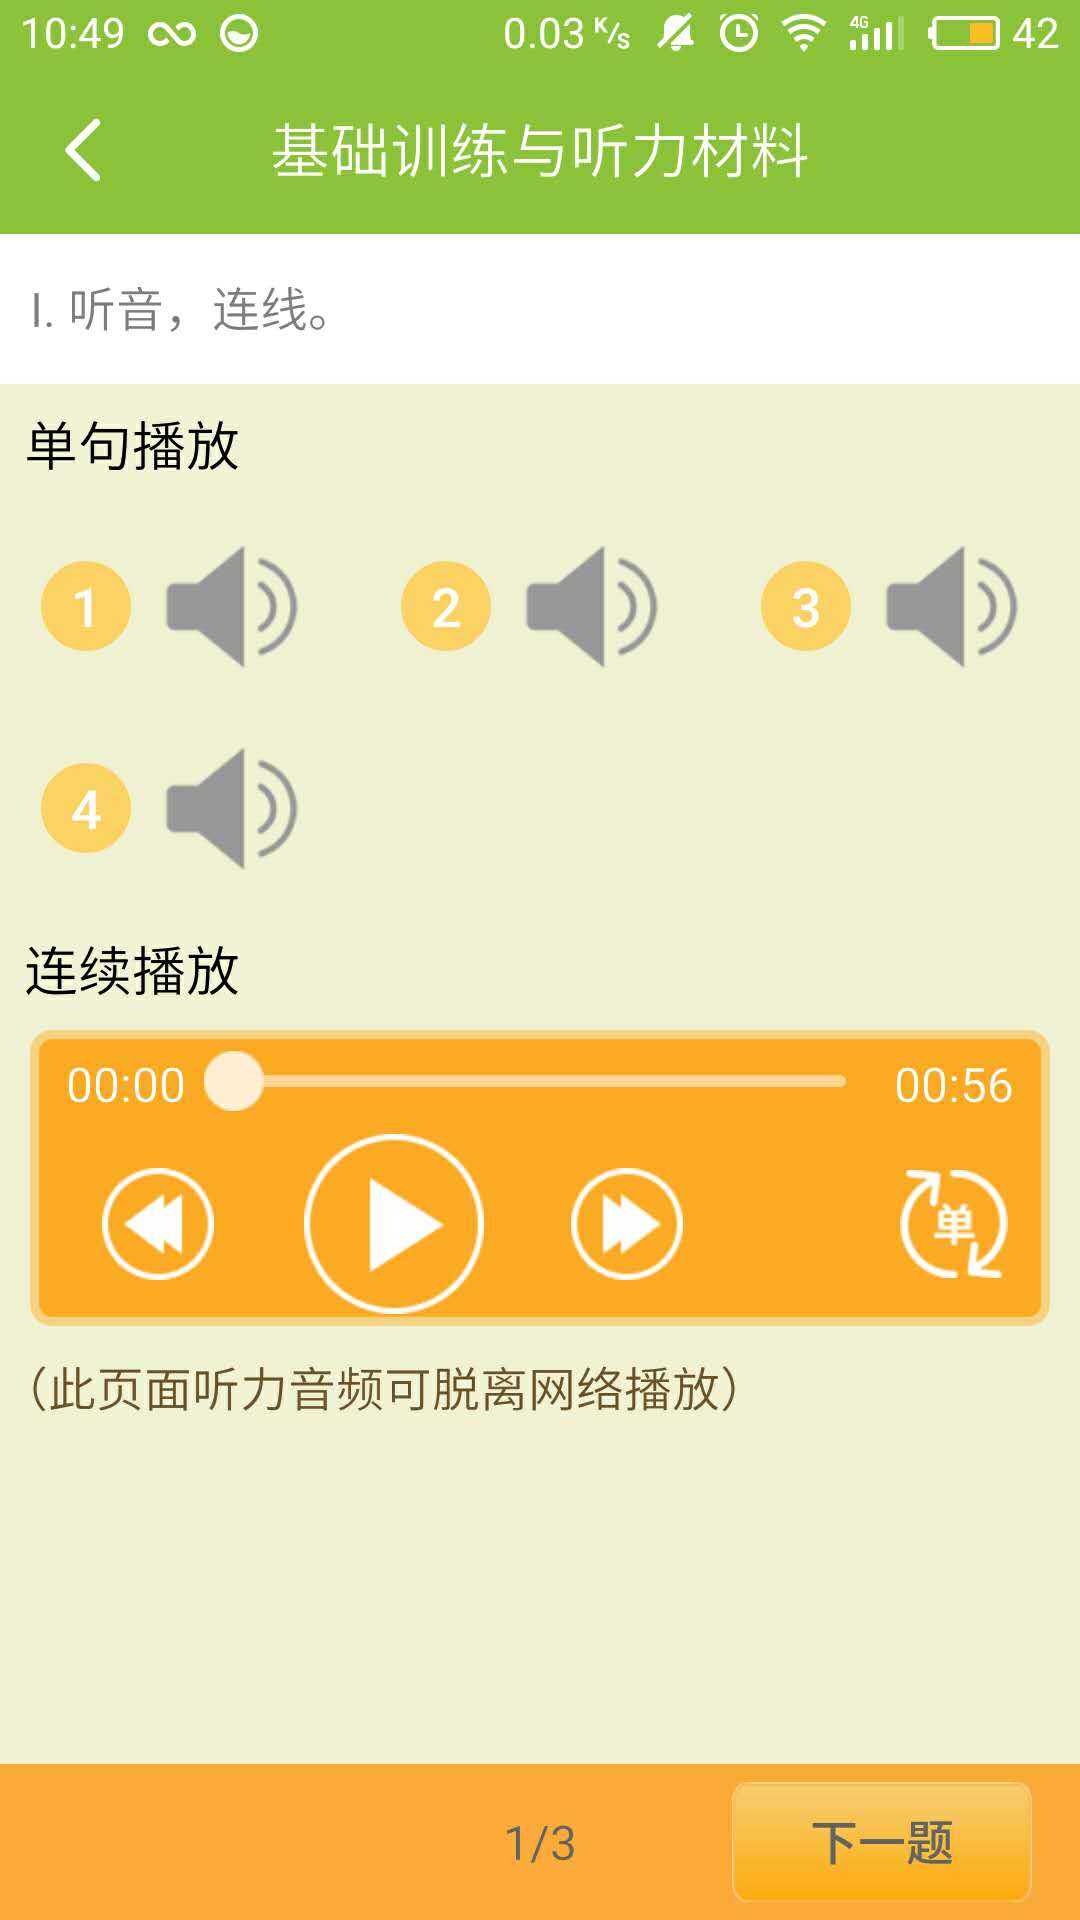 10:49 0.03 K/s 4G 42
基础训练与听力材料
I. 听音，连线。
单句播放
1 2 3
4
连续播放
00:00 00:56
单
（此页面听力音频可脱离网络播放）
1/3 下一题